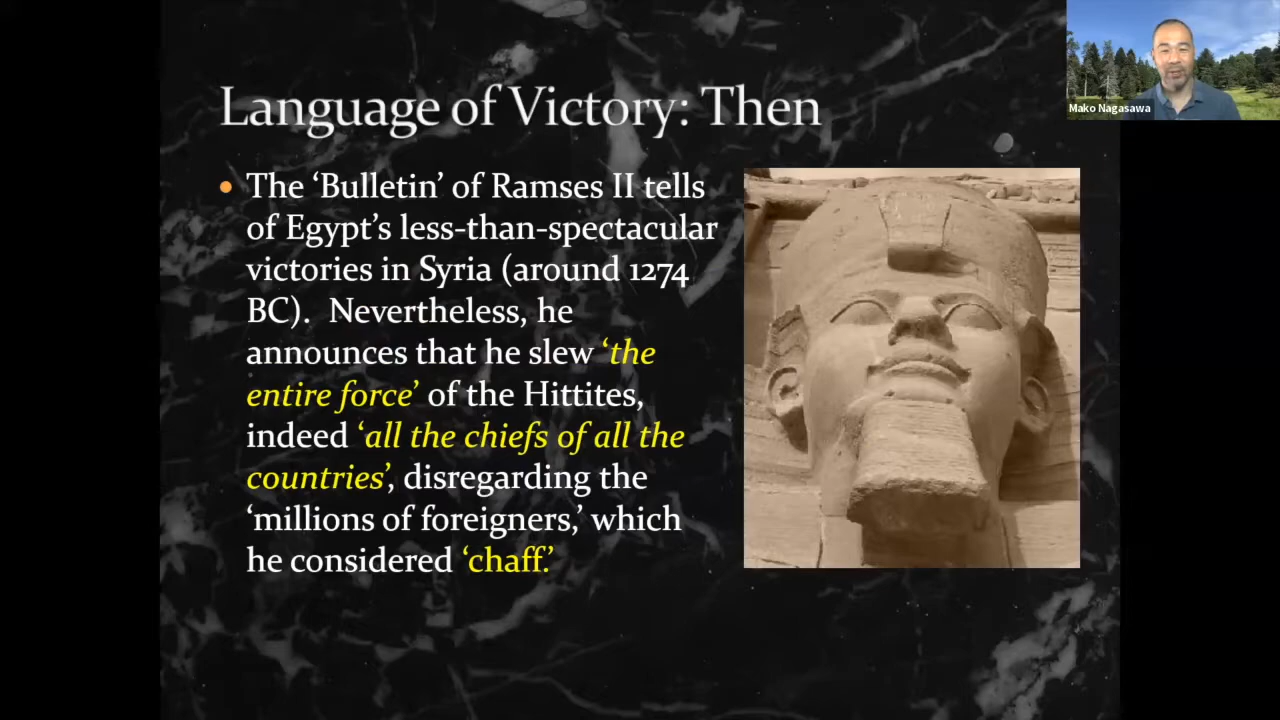 Language of Victory: Then
Mako Nagasawa
• The ‘Bulletin’ of Ramses II tells
of Egypt’s less-than-spectacular
victories in Syria (around 1274
BC).  Nevertheless, he
announces that he slew ‘the
entire force’ of the Hittites,
indeed ‘all the chiefs of all the
countries’, disregarding the
‘millions of foreigners,’ which
he considered ‘chaff.’